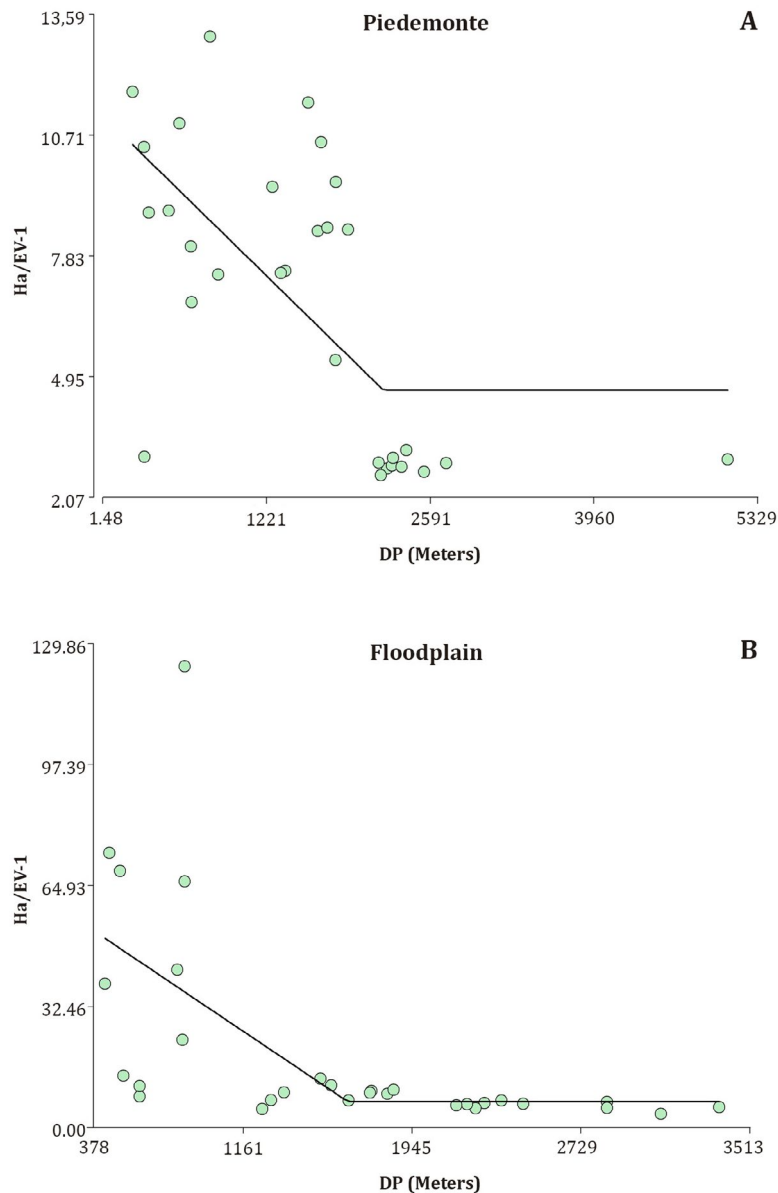 Piedemonte
A
13.59
10.71
7.83
4.95
2.07
Ha/EV-1
1.48
1221
2591
3960
5329
DP (Meters)
Floodplain
B
129.86
97.39
64.93
32.46
0.00
Ha/EV-1
378
1161
1945
2729
3513
DP (Meters)